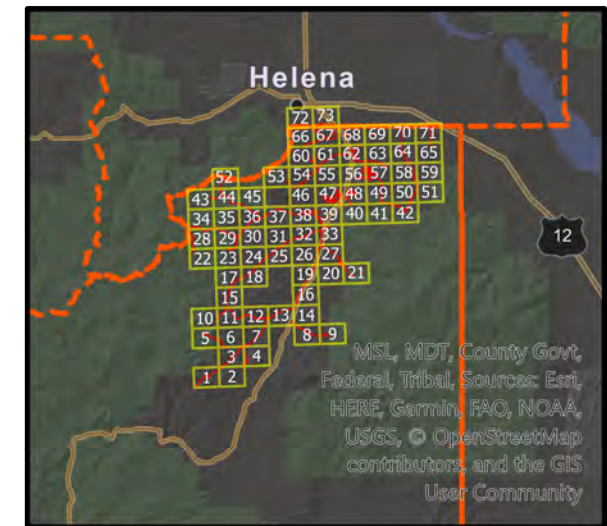 Helena
72 73
66 67 68 69 70 71
60 61 62 63 64 65
52 53 54 55 56 57 58 59
43 44 45 46 47 48 49 50 51
34 35 36 37 38 39 40 41 42
28 29 30 31 32 33
12
22 23 24 25 26 27
17 18 19 20 21
15 16
10 11 12 13 14
5 6 7 8 9
3 4
1 2
MSL, MDT, County Govt,
Federal, Tribal, Sources: Esri,
HERE, Garmin, FAO, NOAA,
USGS, © OpenStreetMap
contributors, and the GIS
User Community